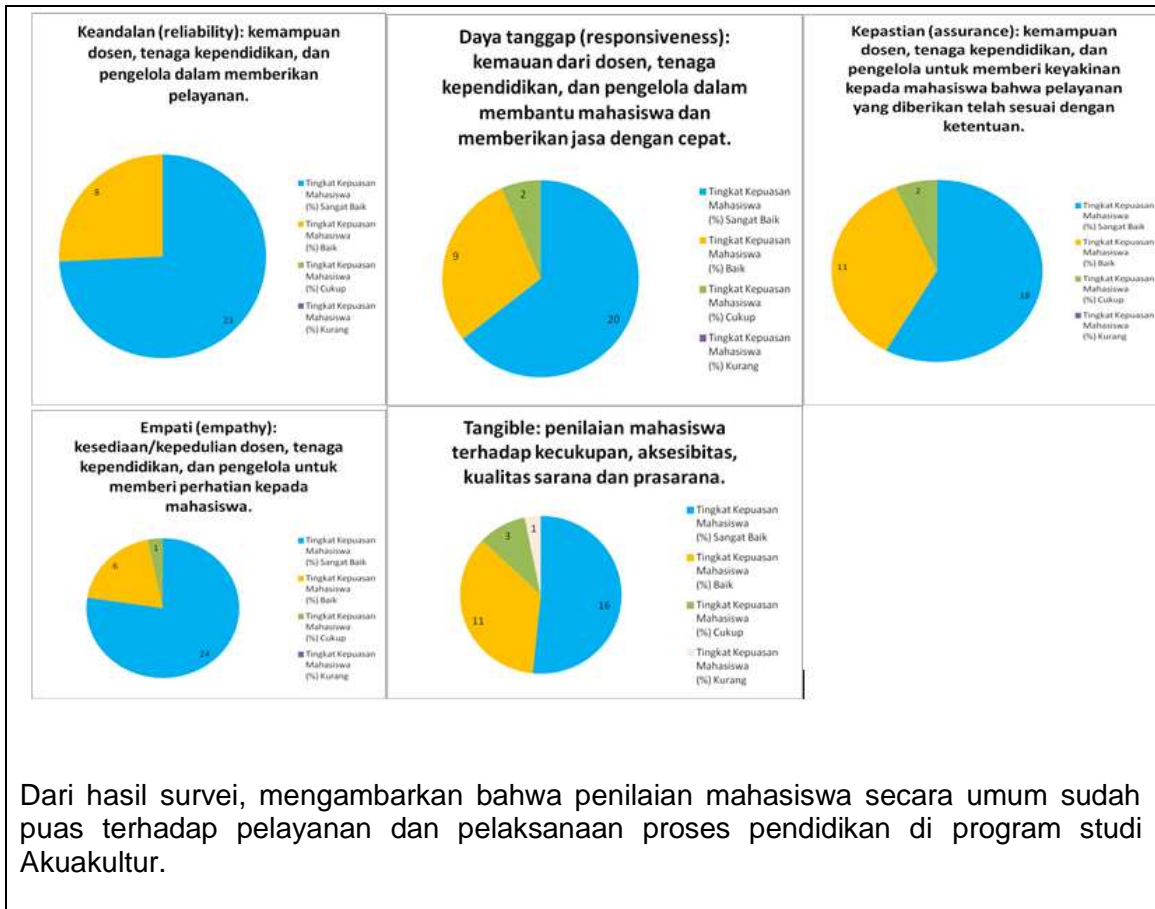 Keandalan (reliability): kemampuan
dosen, tenaga kependidikan, dan
pengelola dalam memberikan
pelayanan.
8
23
Tingkat Kepuasan
Mahasiswa
(%) Sangat Baik
Tingkat Kepuasan
Mahasiswa
(%) Baik
Tingkat Kepuasan
Mahasiswa
(%) Cukup
Tingkat Kepuasan
Mahasiswa
(%) Kurang
Daya tanggap (responsiveness):
kemauan dari dosen, tenaga
kependidikan, dan pengelola dalam
membantu mahasiswa dan
memberikan jasa dengan cepat.
2
9
20
Tingkat Kepuasan
Mahasiswa
(%) Sangat Baik
Tingkat Kepuasan
Mahasiswa
(%) Baik
Tingkat Kepuasan
Mahasiswa
(%) Cukup
Tingkat Kepuasan
Mahasiswa
(%) Kurang
Kepastian (assurance): kemampuan
dosen, tenaga kependidikan, dan
pengelola untuk memberi keyakinan
kepada mahasiswa bahwa pelayanan
yang diberikan telah sesuai dengan
ketentuan.
2
11
18
Tingkat Kepuasan
Mahasiswa
(%) Sangat Baik
Tingkat Kepuasan
Mahasiswa
(%) Baik
Tingkat Kepuasan
Mahasiswa
(%) Cukup
Tingkat Kepuasan
Mahasiswa
(%) Kurang
Empati (empathy):
kesediaan/kepedulian dosen, tenaga
kependidikan, dan pengelola untuk
memberi perhatian kepada
mahasiswa.
1
6
24
Tingkat Kepuasan
Mahasiswa
(%) Sangat Baik
Tingkat Kepuasan
Mahasiswa
(%) Baik
Tingkat Kepuasan
Mahasiswa
(%) Cukup
Tingkat Kepuasan
Mahasiswa
(%) Kurang
Tangible: penilaian mahasiswa
terhadap kecukupan, aksesibitas,
kualitas sarana dan prasarana.
1
3
11
16
Tingkat Kepuasan
Mahasiswa
(%) Sangat Baik
Tingkat Kepuasan
Mahasiswa
(%) Baik
Tingkat Kepuasan
Mahasiswa
(%) Cukup
Tingkat Kepuasan
Mahasiswa
(%) Kurang
Dari hasil survei, mengambarkan bahwa penilaian mahasiswa secara umum sudah
puas terhadap pelayanan dan pelaksanaan proses pendidikan di program studi
Akuakultur.